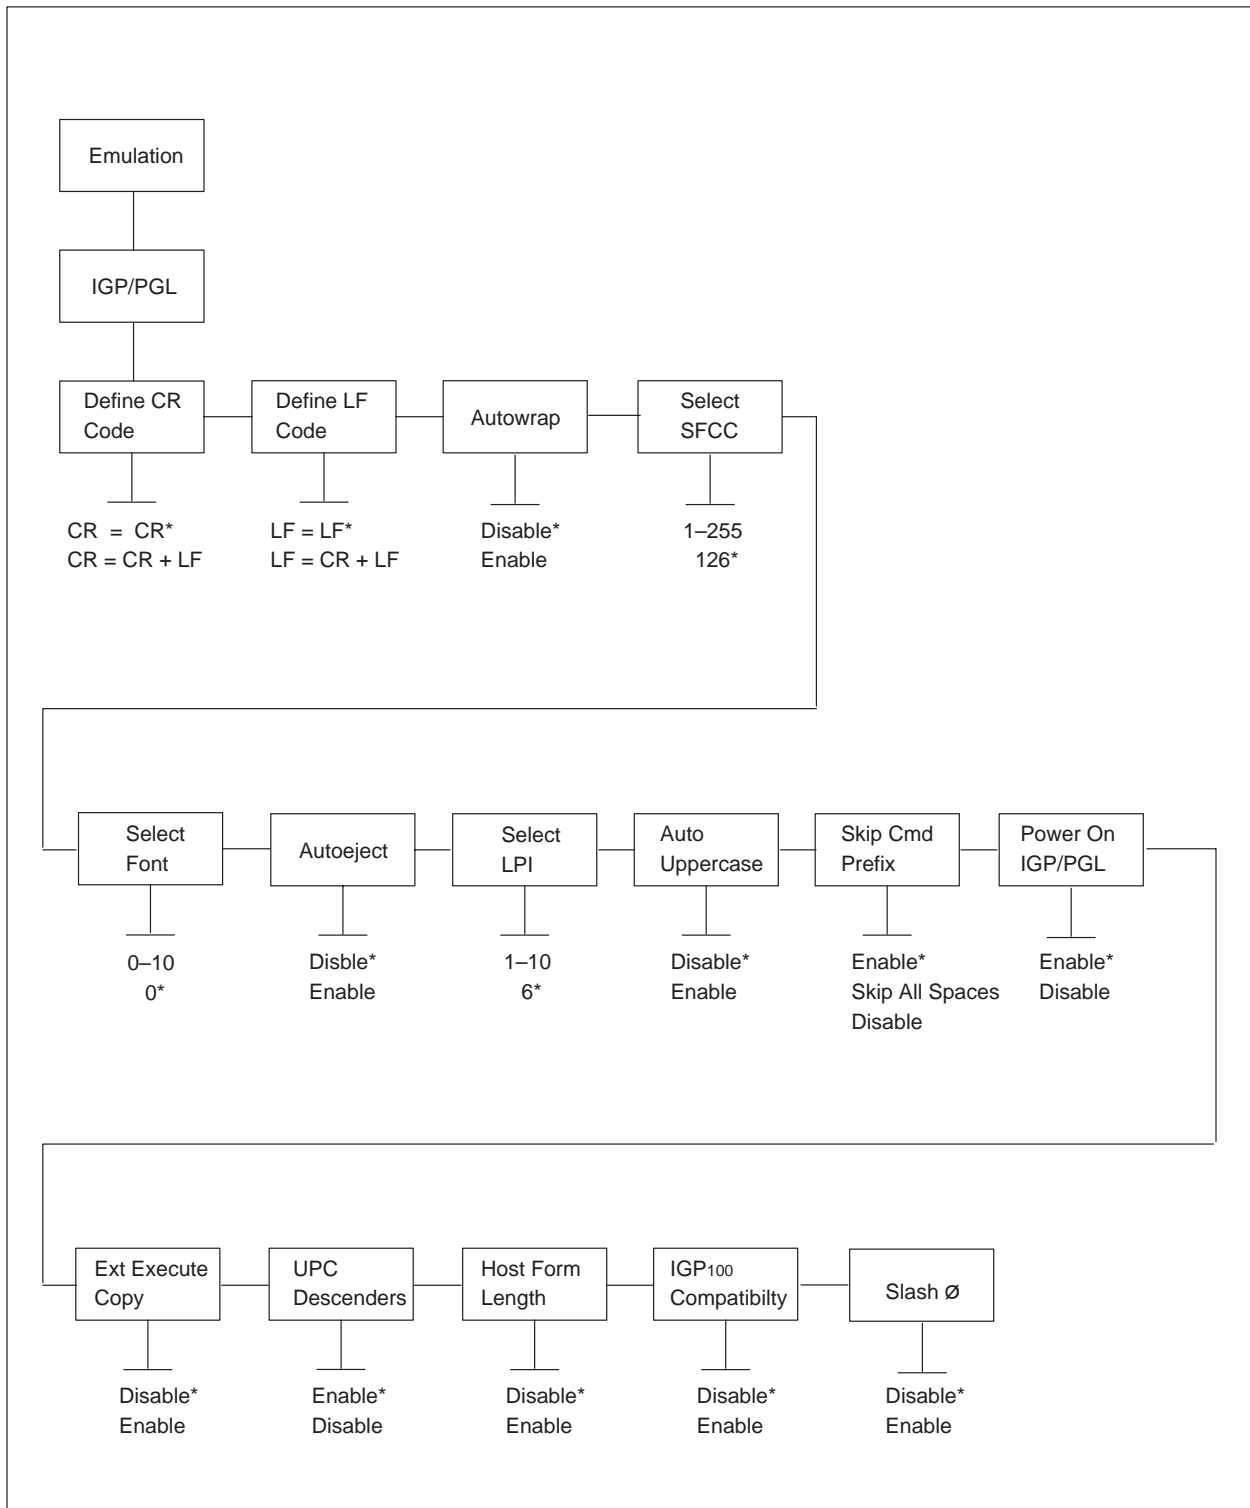 Emulation
IGP/PGL
Define CR
Code
Define LF
Code
Autowrap
Select
SFCC
CR = CR*
CR = CR + LF
LF = LF*
LF = CR + LF
Disable*
Enable
1–255
126*
Select
Font
Autoeject
Select
LPI
Auto
Uppercase
Skip Cmd
Prefix
Power On
IGP/PGL
0–10
0*
Disble*
Enable
1–10
6*
Disable*
Enable
Enable*
Skip All Spaces
Disable
Enable*
Disable
Ext Execute
Copy
UPC
Descenders
Host Form
Length
IGP100
Compatibilty
Slash Ø
Disable*
Enable
Enable*
Disable
Disable*
Enable
Disable*
Enable
Disable*
Enable